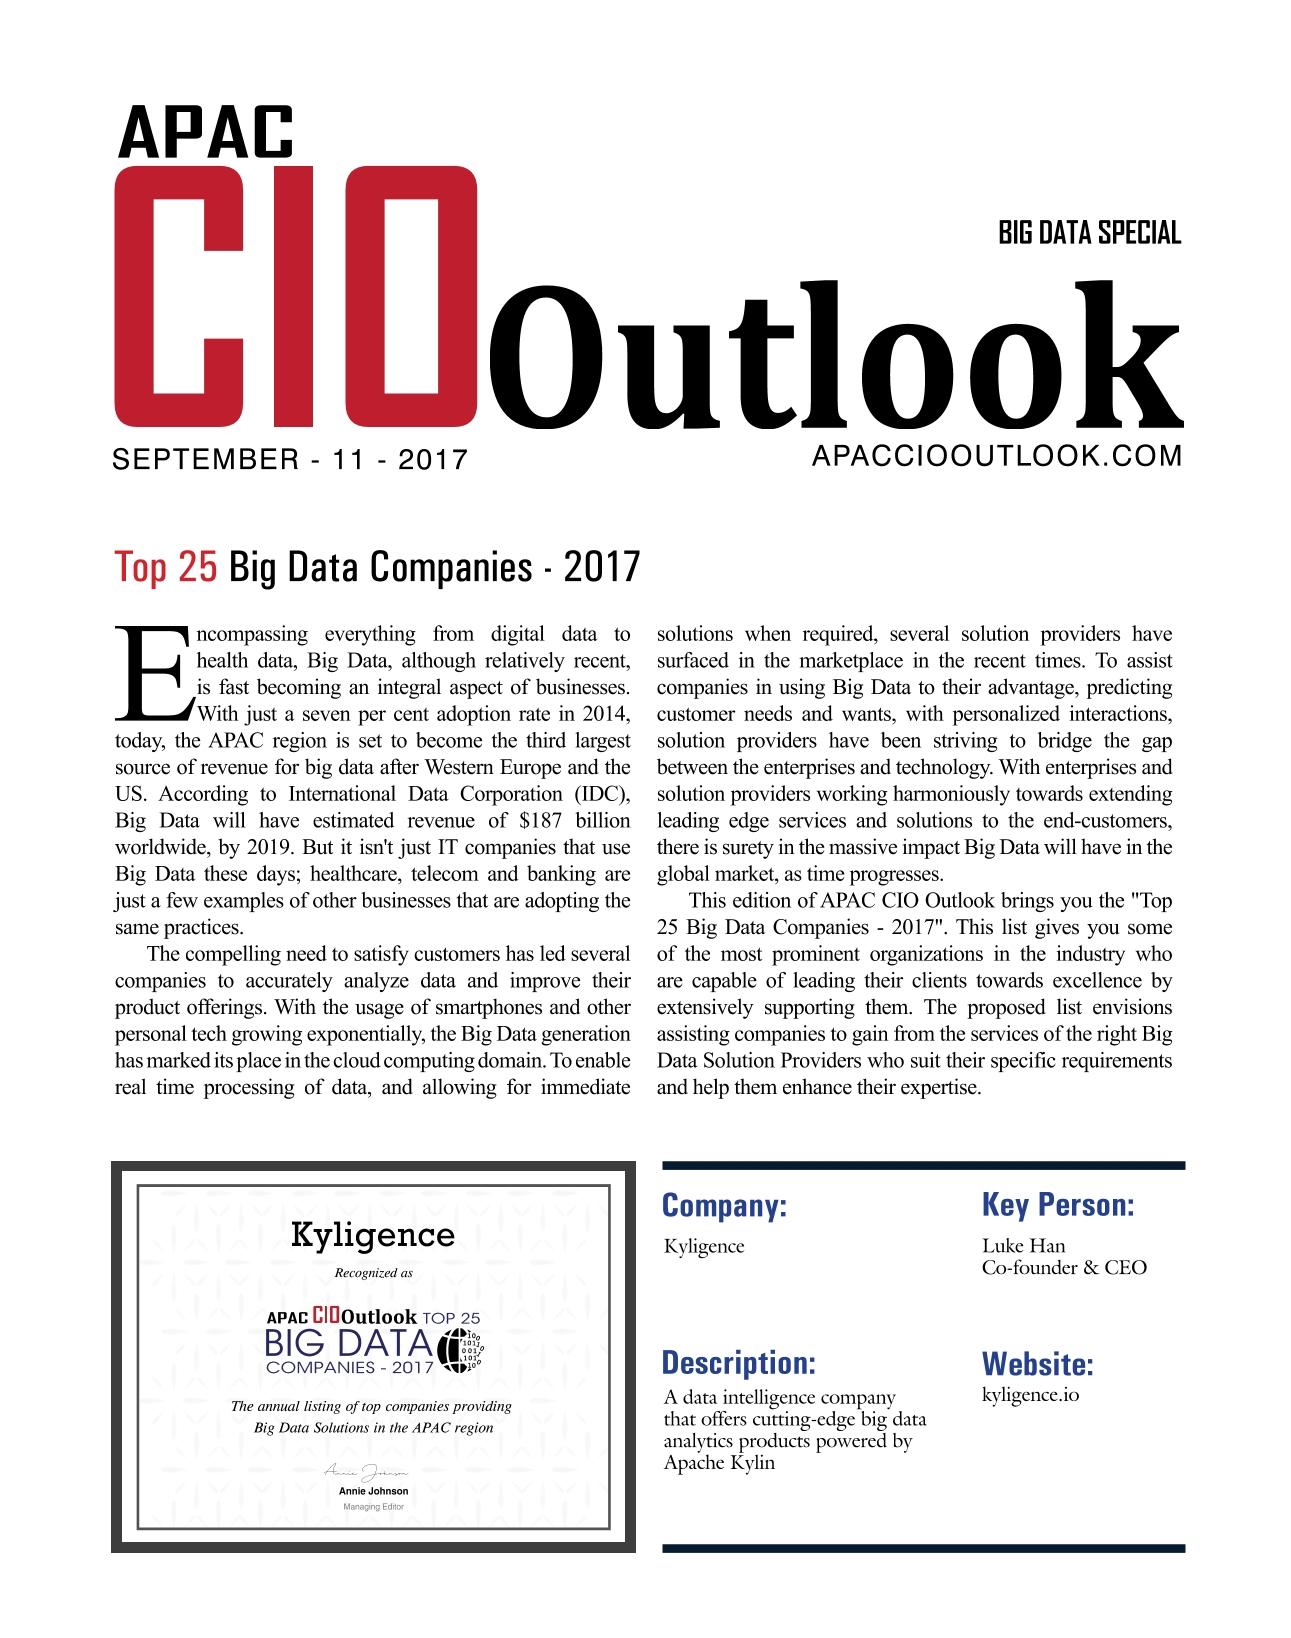 APAC
CIO
BIG DATA SPECIAL
Outlook
SEPTEMBER - 11 - 2017
APACCIOOUTLOOK.COM
Top 25 Big Data Companies - 2017
Encompassing everything from digital data to
health data, Big Data, although relatively recent,
is fast becoming an integral aspect of businesses.
With just a seven per cent adoption rate in 2014,
today, the APAC region is set to become the third largest
source of revenue for big data after Western Europe and the
US. According to International Data Corporation (IDC),
Big Data will have estimated revenue of $187 billion
worldwide, by 2019. But it isn't just IT companies that use
Big Data these days; healthcare, telecom and banking are
just a few examples of other businesses that are adopting the
same practices.
The compelling need to satisfy customers has led several
companies to accurately analyze data and improve their
product offerings. With the usage of smartphones and other
personal tech growing exponentially, the Big Data generation
has marked its place in the cloud computing domain. To enable
real time processing of data, and allowing for immediate
solutions when required, several solution providers have
surfaced in the marketplace in the recent times. To assist
companies in using Big Data to their advantage, predicting
customer needs and wants, with personalized interactions,
solution providers have been striving to bridge the gap
between the enterprises and technology. With enterprises and
solution providers working harmoniously towards extending
leading edge services and solutions to the end-customers,
there is surety in the massive impact Big Data will have in the
global market, as time progresses.
This edition of APAC CIO Outlook brings you the "Top
25 Big Data Companies - 2017". This list gives you some
of the most prominent organizations in the industry who
are capable of leading their clients towards excellence by
extensively supporting them. The proposed list envisions
assisting companies to gain from the services of the right Big
Data Solution Providers who suit their specific requirements
and help them enhance their expertise.
Kyligence
Recognized as
APAC CIOOutlook TOP 25
BIG DATA
COMPANIES - 2017
The annual listing of top companies providing
Big Data Solutions in the APAC region
Annie Johnson
Annie Johnson
Managing Editor
Company:
Kyligence
Key Person:
Luke Han
Co-founder & CEO
Description:
A data intelligence company
that offers cutting-edge big data
analytics products powered by
Apache Kylin
Website:
kyligence.io